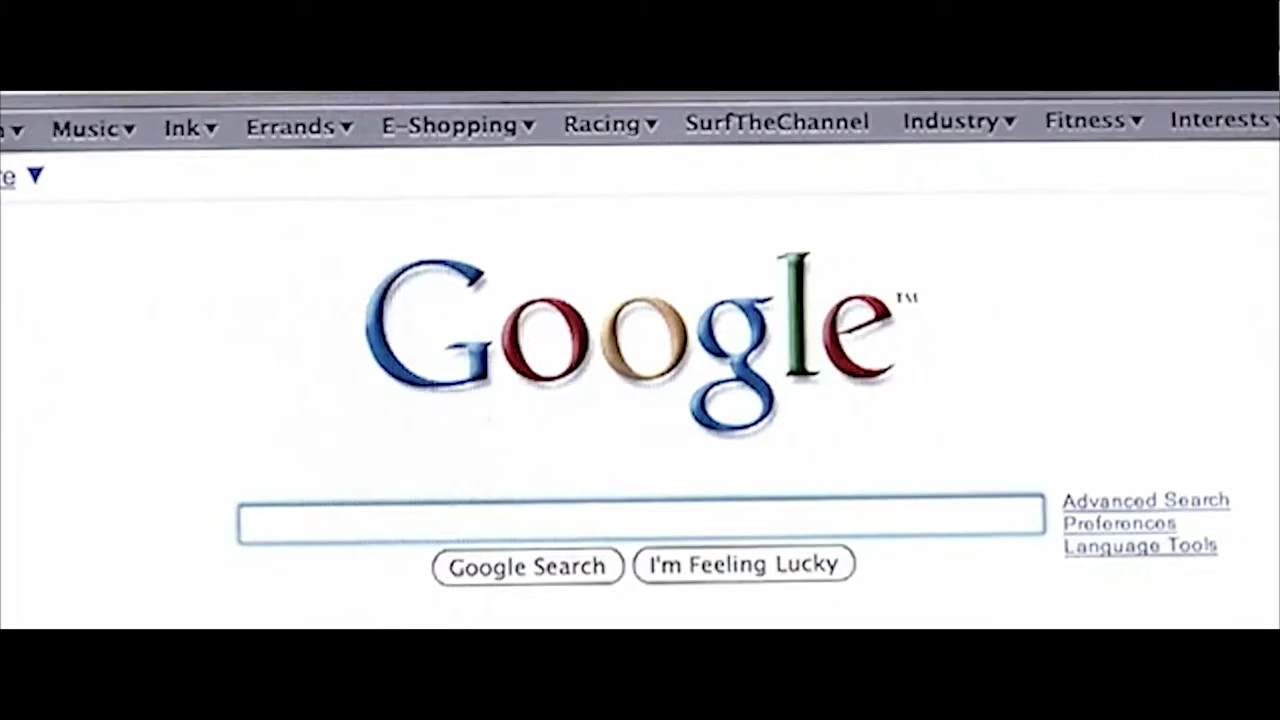 Music▼ Ink▼ Errands▼ E-Shopping▼ Racing▼ SurfTheChannel Industry▼ Fitness▼ Interests
Google™
Advanced Search
Preferences
Language Tools
Google Search I'm Feeling Lucky